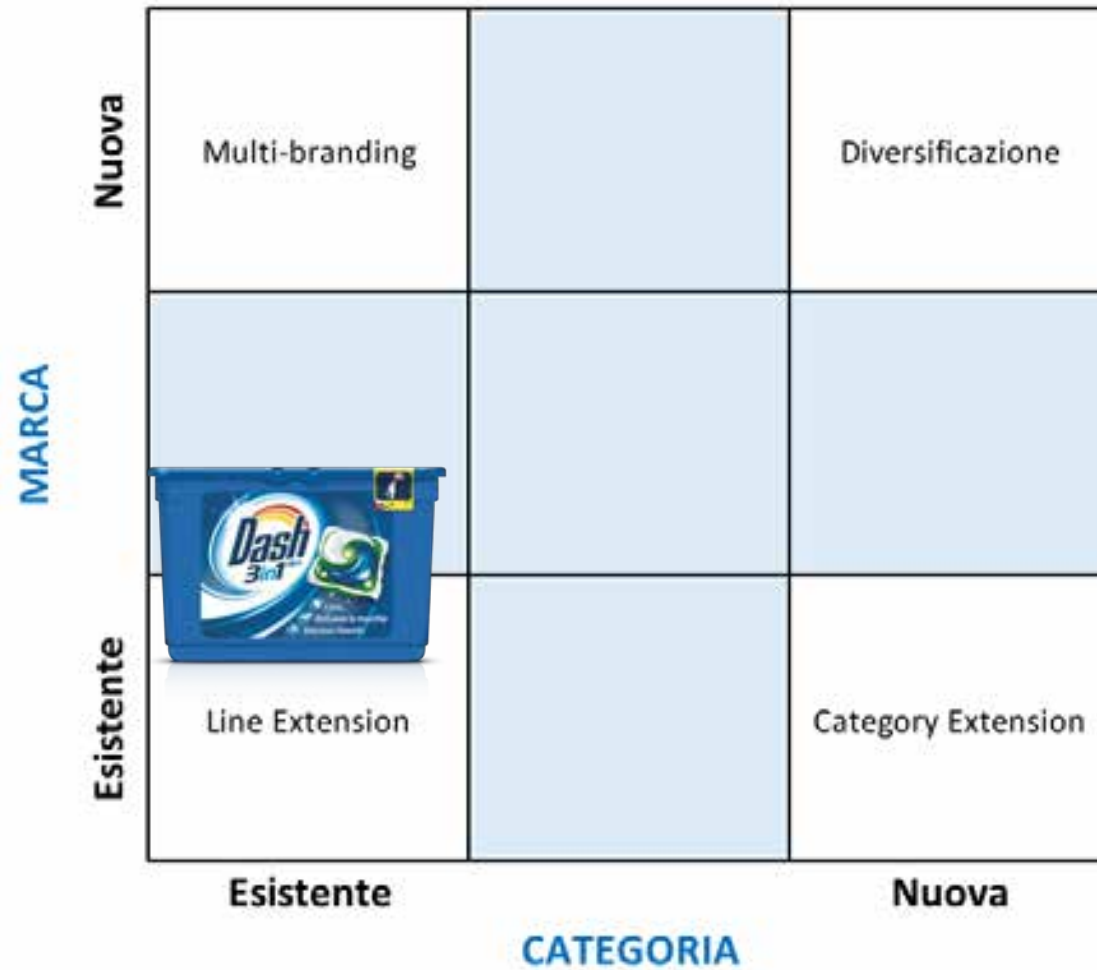 Nuova
Multi-branding
Diversificazione
MARCA
Dash
3in1
Esistente
Line Extension
Category Extension
Esistente
Nuova
CATEGORIA